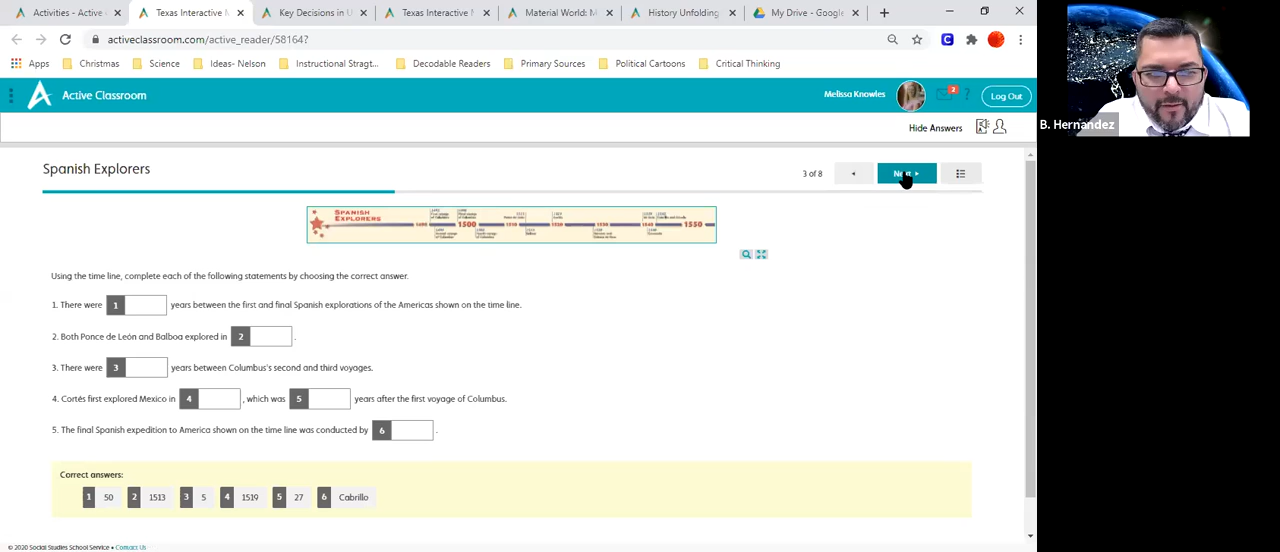 Activities - Active
Texas Interactive
Key Decisions in U
Texas Interactive
Material World: M
History Unfolding
My Drive - Google
activeclassroom.com/active_reader/58164?
Apps
Christmas
Science
Ideas- Nelson
Instructional Stragt...
Decodable Readers
Primary Sources
Political Cartoons
Critical Thinking
Active Classroom
Melissa Knowles
2
?
Log Out
B. Hernandez
Hide Answers
Spanish Explorers
3 of 8
Next
SPANISH EXPLORERS
1500
1550
Using the time line, complete each of the following statements by choosing the correct answer.
1. There were 1 years between the first and final Spanish explorations of the Americas shown on the time line.
2. Both Ponce de León and Balboa explored in 2 .
3. There were 3 years between Columbus's second and third voyages.
4. Cortés first explored Mexico in 4 , which was 5 years after the first voyage of Columbus.
5. The final Spanish expedition to America shown on the time line was conducted by 6 .
Correct answers:
1 50 2 1513 3 5 4 1519 5 27 6 Cabrillo
© 2020 Social Studies School Service • Contact Us